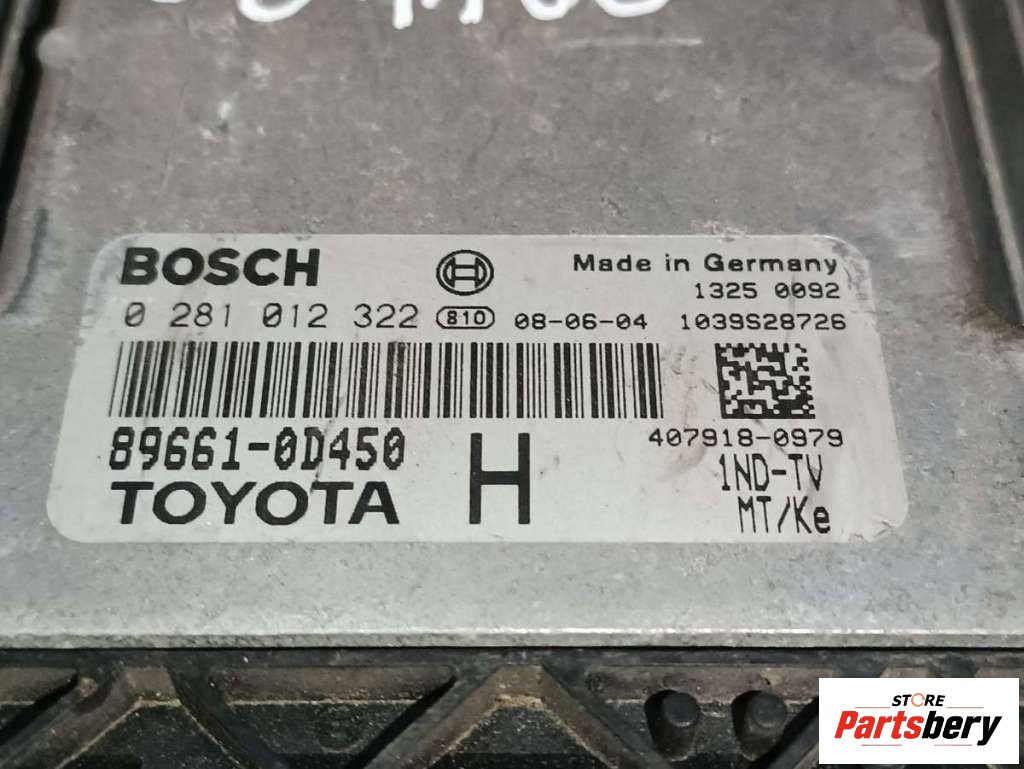 BOSCH Made in Germany
1325 0092
0 281 012 322 810 08-06-04 1039S28726
407918-0979
89661-0D450 H 1ND-TV
TOYOTA MT/Ke
STORE
Partsbery